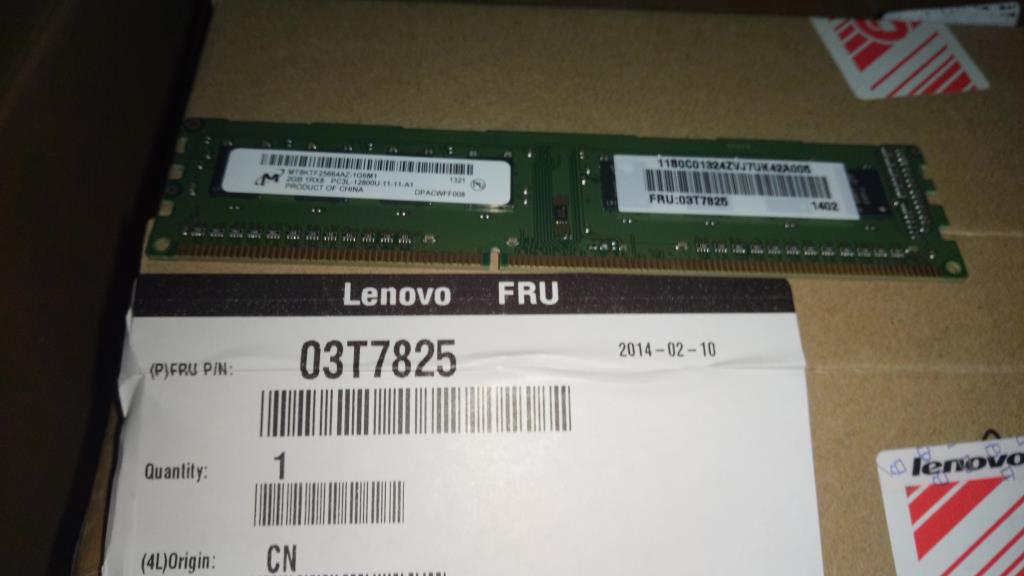 MT8KTF25664AZ-1G6M1
2GB 1RX8 PC3L-12800U-11-11-A1
1321
PRODUCT OF CHINA
DPACWFF008
11S0C01324ZVJ7UK42A005
FRU:03T7825
1402
Lenovo FRU
(P)FRU P/N:
03T7825
2014-02-10
Quantity:
1
(4L)Origin:
CN
lenovo